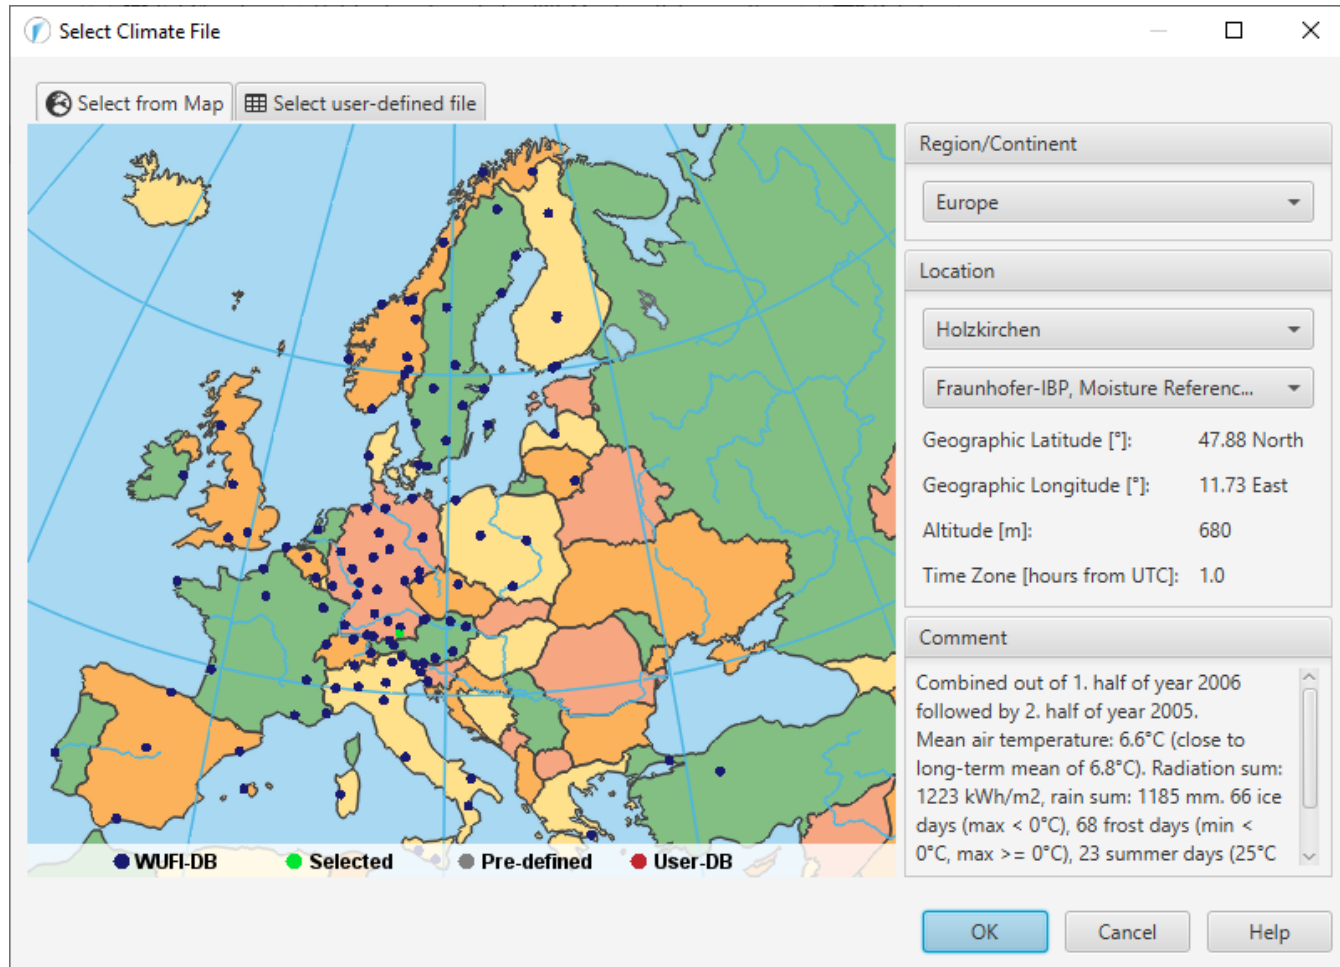 Select Climate File
Select from Map
Select user-defined file
WUFI-DB
Selected
Pre-defined
User-DB
Region/Continent
Europe
Location
Holzkirchen
Fraunhofer-IBP, Moisture Referenc...
Geographic Latitude [°]: 47.88 North
Geographic Longitude [°]: 11.73 East
Altitude [m]: 680
Time Zone [hours from UTC]: 1.0
Comment
Combined out of 1. half of year 2006
followed by 2. half of year 2005.
Mean air temperature: 6.6°C (close to
long-term mean of 6.8°C). Radiation sum:
1223 kWh/m2, rain sum: 1185 mm. 66 ice
days (max < 0°C), 68 frost days (min <
0°C, max >= 0°C), 23 summer days (25°C
OK
Cancel
Help